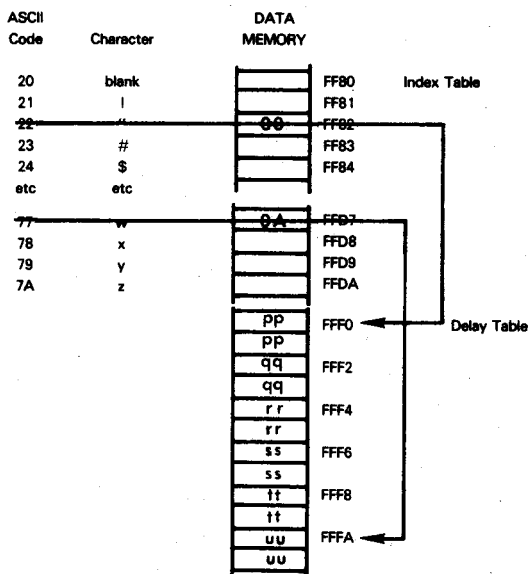 ASCII Code Character DATA MEMORY
20 blank FF80 Index Table
21 ! FF81
22 " 00 FF82
23 # FF83
24 $ FF84
etc etc
77 w 0A FFD7
78 x FFD8
79 y FFD9
7A z FFDA
pp FFF0 Delay Table
pp
qq FFF2
qq
rr FFF4
rr
ss FFF6
ss
tt FFF8
tt
uu FFFA
uu